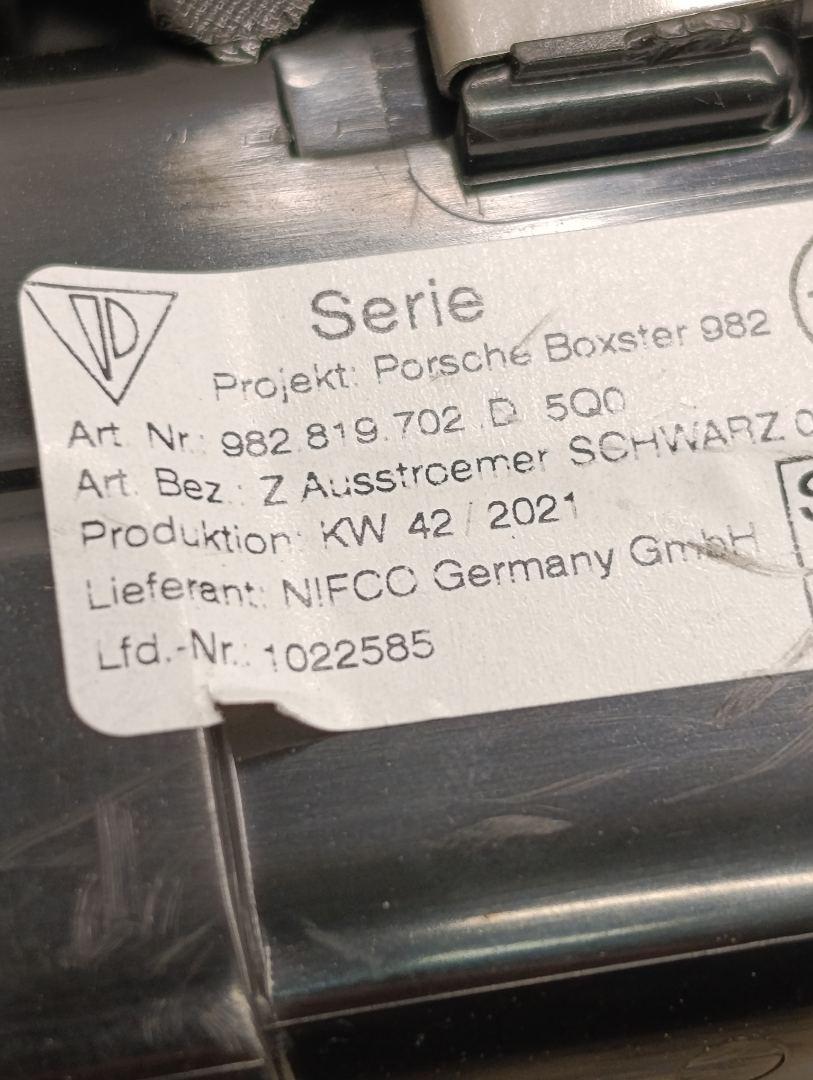 Serie
Projekt: Porsche Boxster 982
Art. Nr.: 982.819.702 .D 5Q0
Art. Bez.: Z Ausstroemer SCHWARZ
Produktion: KW 42 / 2021
Lieferant: NIFCO Germany GmbH
Lfd.-Nr.: 1022585